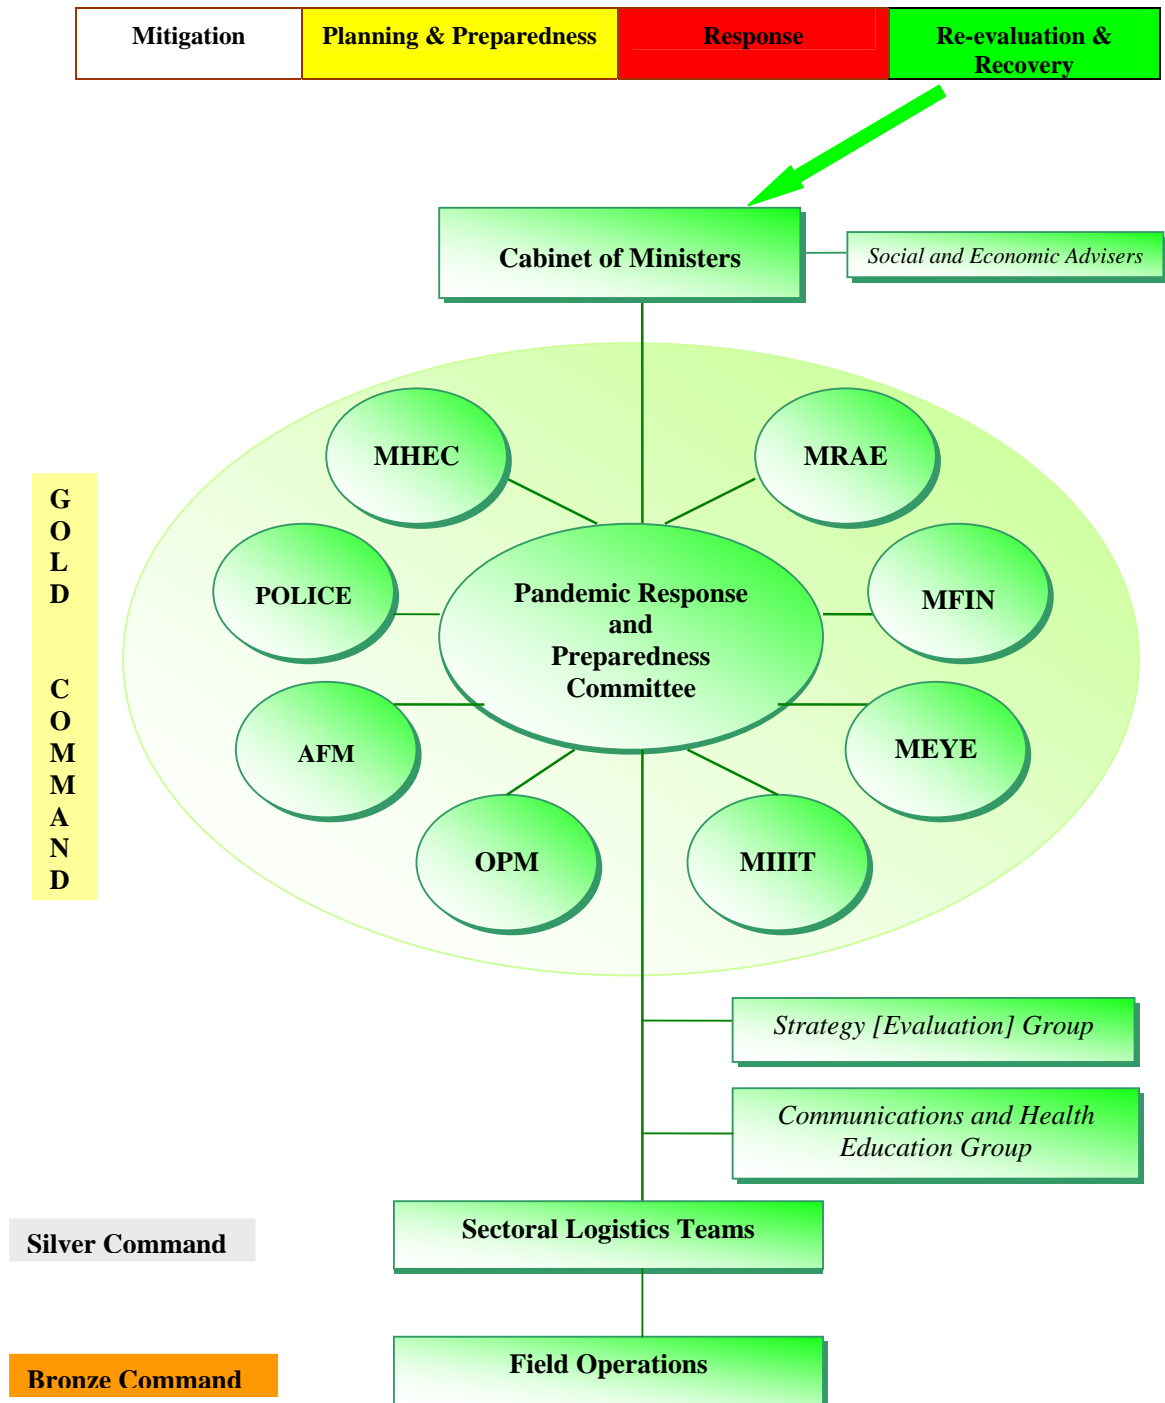 Mitigation
Planning & Preparedness
Response
Re-evaluation &
Recovery
Cabinet of Ministers
Social and Economic Advisers
MHEC
MRAE
GOLD COMMAND
POLICE
MFIN
Pandemic Response
and
Preparedness
Committee
AFM
MEYE
OPM
MIIIT
Strategy [Evaluation] Group
Communications and Health
Education Group
Silver Command
Sectoral Logistics Teams
Bronze Command
Field Operations